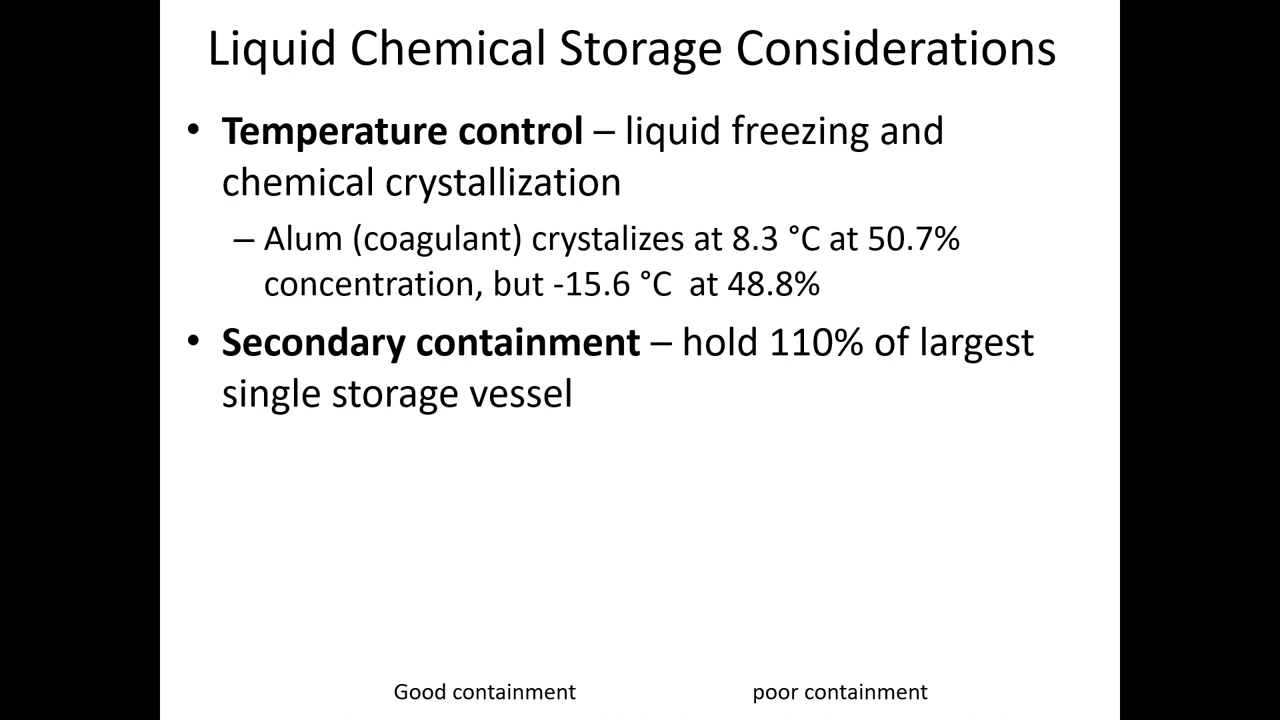 Liquid Chemical Storage Considerations
• Temperature control – liquid freezing and
chemical crystallization
– Alum (coagulant) crystalizes at 8.3 °C at 50.7%
concentration, but -15.6 °C  at 48.8%
• Secondary containment – hold 110% of largest
single storage vessel
Good containment
poor containment